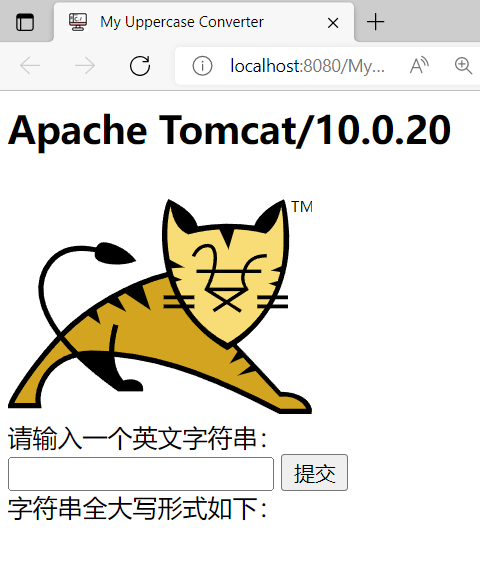 My Uppercase Converter
localhost:8080/My...
Apache Tomcat/10.0.20
TM
请输入一个英文字符串：
提交
字符串全大写形式如下：